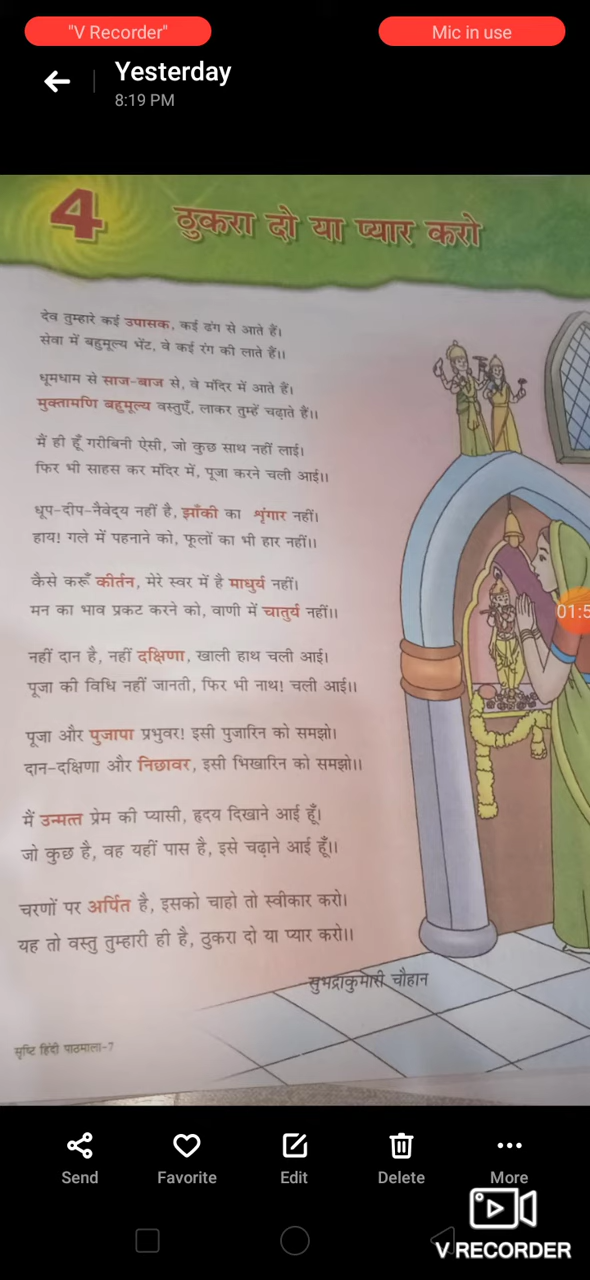 "V Recorder"
Mic in use
Yesterday
8:19 PM
4
ठुकरा दो या प्यार करो
देव तुम्हारे कई उपासक, कई ढंग से आते हैं।
सेवा में बहुमूल्य भेंट, वे कई रंग की लाते हैं।।
धूमधाम से साज-बाज से, वे मंदिर में आते हैं।
मुक्तामणि बहुमूल्य वस्तुएँ, लाकर तुम्हें चढ़ाते हैं।।
मैं ही हूँ गरीबिनी ऐसी, जो कुछ साथ नहीं लाई।
फिर भी साहस कर मंदिर में, पूजा करने चली आई।।
धूप-दीप-नैवेद्य नहीं है, झाँकी का शृंगार नहीं।
हाय! गले में पहनाने को, फूलों का भी हार नहीं।।
कैसे करूँ कीर्तन, मेरे स्वर में है माधुर्य नहीं।
मन का भाव प्रकट करने को, वाणी में चातुर्य नहीं।।
नहीं दान है, नहीं दक्षिणा, खाली हाथ चली आई।
पूजा की विधि नहीं जानती, फिर भी नाथ! चली आई।।
पूजा और पुजापा प्रभुवर! इसी पुजारिन को समझो।
दान-दक्षिणा और निछावर, इसी भिखारिन को समझो।।
मैं उन्मत्त प्रेम की प्यासी, हृदय दिखाने आई हूँ।
जो कुछ है, वह यहीं पास है, इसे चढ़ाने आई हूँ।।
चरणों पर अर्पित है, इसको चाहो तो स्वीकार करो।
यह तो वस्तु तुम्हारी ही है, ठुकरा दो या प्यार करो।।
सुभद्राकुमारी चौहान
सृष्टि हिंदी पाठमाला-7
01:5
Send
Favorite
Edit
Delete
More
V RECORDER